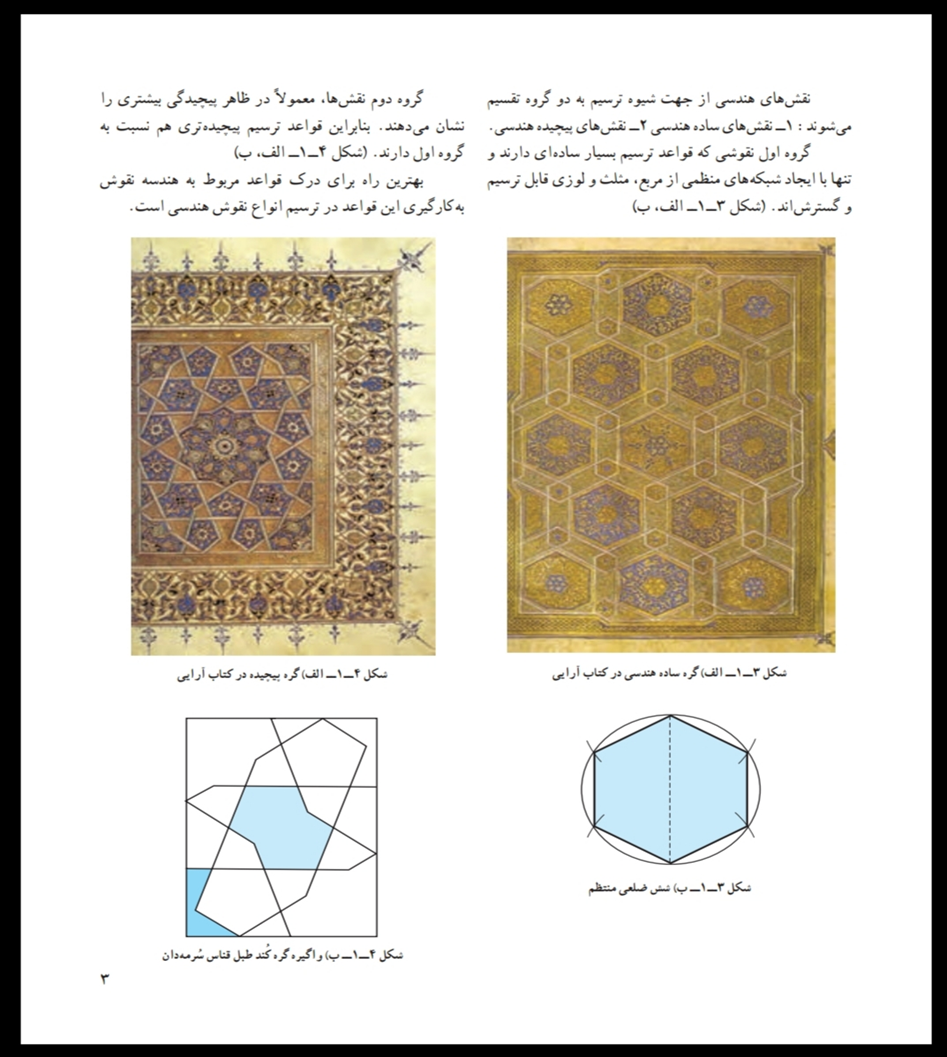 نقش‌های هندسی از جهت شیوه ترسیم به دو گروه تقسیم
می‌شوند : ۱ــ نقش‌های ساده هندسی ۲ــ نقش‌های پیچیده هندسی.
گروه اول نقوشی که قواعد ترسیم بسیار ساده‌ای دارند و
تنها با ایجاد شبکه‌های منظمی از مربع، مثلث و لوزی قابل ترسیم
و گسترش‌اند. (شکل ۳ــ۱ــ الف، ب)
گروه دوم نقش‌ها، معمولاً در ظاهر پیچیدگی بیشتری را
نشان می‌دهند. بنابراین قواعد ترسیم پیچیده‌تری هم نسبت به
گروه اول دارند. (شکل ۴ــ۱ــ الف، ب)
بهترین راه برای درک قواعد مربوط به هندسه نقوش
به‌کارگیری این قواعد در ترسیم انواع نقوش هندسی است.
شکل ۳ــ۱ــ الف) گره ساده هندسی در کتاب آرایی
شکل ۴ــ۱ــ الف) گره پیچیده در کتاب آرایی
شکل ۳ــ۱ــ ب) شش ضلعی منتظم
شکل ۴ــ۱ــ ب) واگیره گره کُند طبل قناس سُرمه‌دان
۳